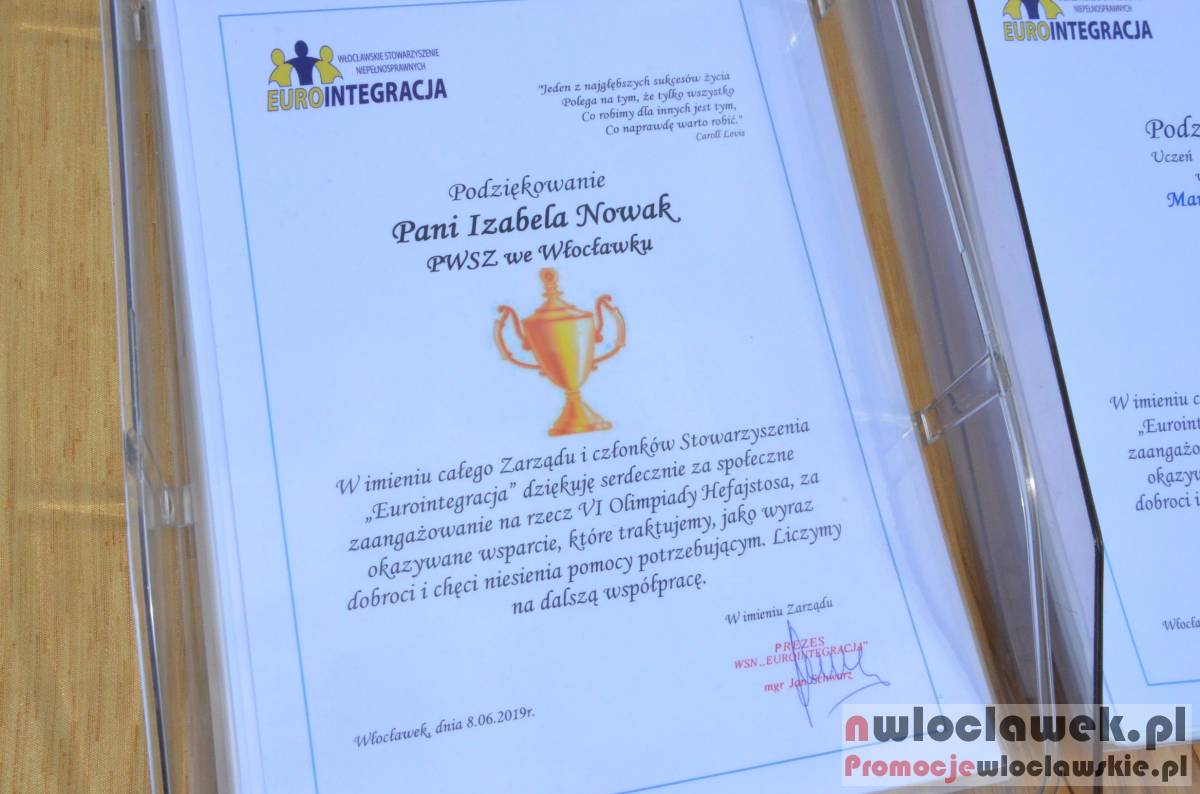 WŁOCŁAWSKIE STOWARZYSZENIE
NIEPEŁNOSPRAWNYCH
EUROINTEGRACJA
"Jeden z najgłębszych sukcesów życia
Polega na tym, że tylko wszystko
Co robimy dla innych jest tym,
Co naprawdę warto robić."
Caroll Levis
Podziękowanie
Pani Izabela Nowak
PWSZ we Włocławku
W imieniu całego Zarządu i członków Stowarzyszenia
„Eurointegracja” dziękuję serdecznie za społeczne
zaangażowanie na rzecz VI Olimpiady Hefajstosa, za
okazywane wsparcie, które traktujemy, jako wyraz
dobroci i chęci niesienia pomocy potrzebującym. Liczymy
na dalszą współpracę.
W imieniu Zarządu
PREZES
WSN „EUROINTEGRACJA"
mgr Jan Schwarz
Włocławek, dnia 8.06.2019r.
NIEPEŁNOSPRAWNYCH
EUROINTEGRACJA
Podz
Uczeń
Mar
W imieniu c
„Euroint
zaangażo
okazyw
dobroci i
Włocła
nwloclawek.pl
Promocjewloclawskie.pl